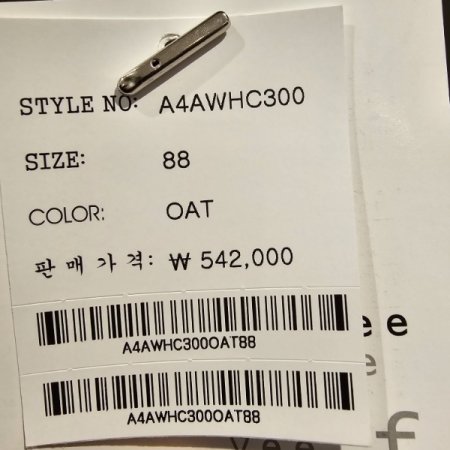 STYLE NO: A4AWHC300
SIZE: 88
COLOR: OAT
판매가격: ₩ 542,000
A4AWHC300OAT88
A4AWHC300OAT88